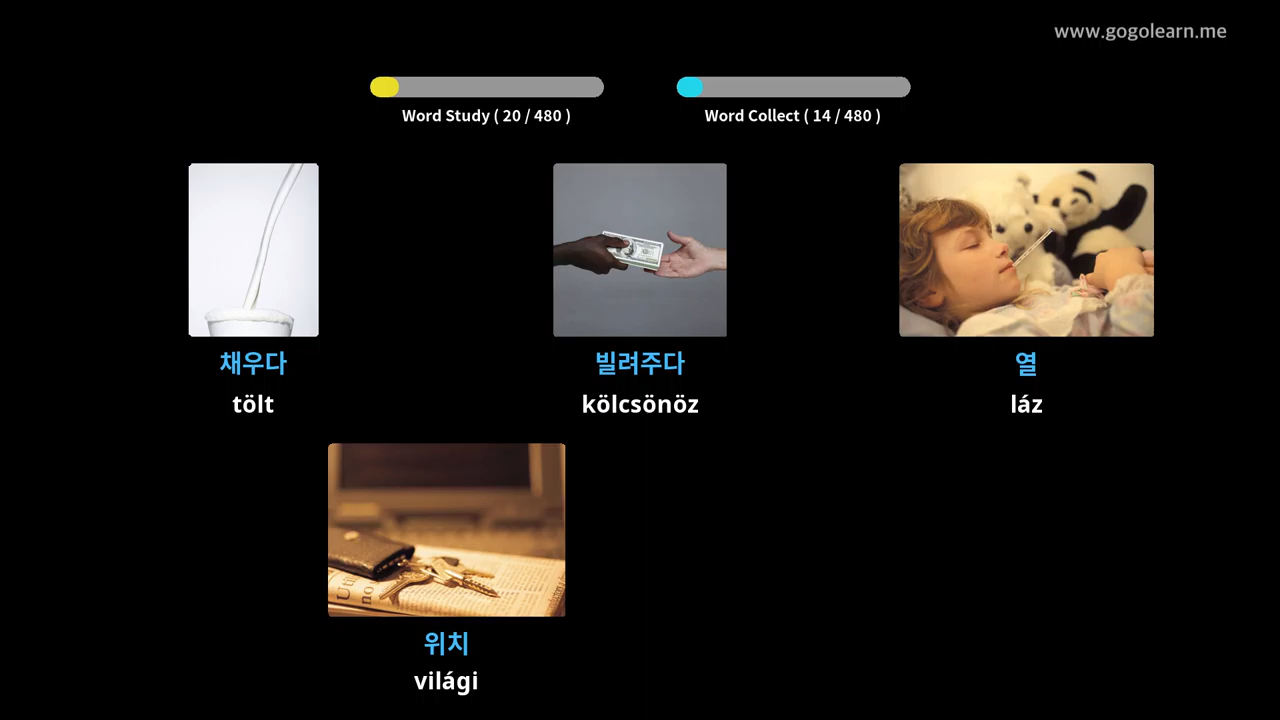 www.gogolearn.me
Word Study ( 20 / 480 )
Word Collect ( 14 / 480 )
채우다
tölt
빌려주다
kölcsönöz
열
láz
위치
világi